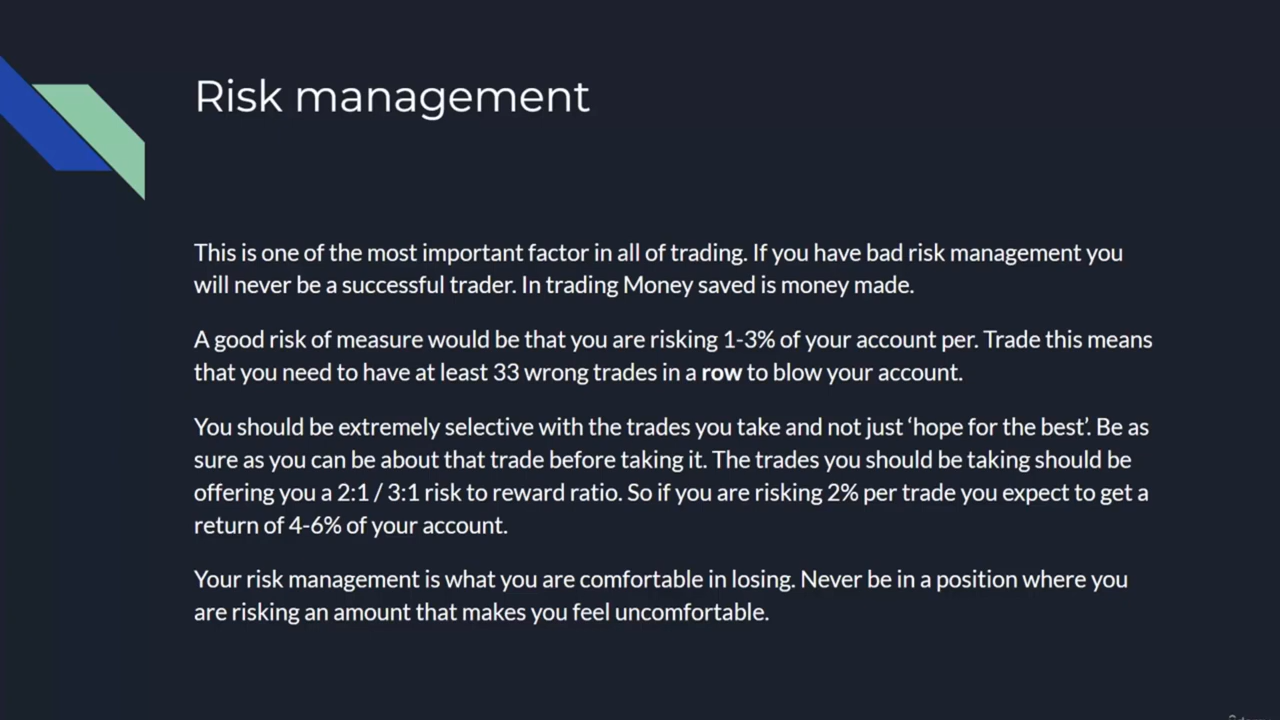 Risk management
This is one of the most important factor in all of trading. If you have bad risk management you
will never be a successful trader. In trading Money saved is money made.
A good risk of measure would be that you are risking 1-3% of your account per. Trade this means
that you need to have at least 33 wrong trades in a row to blow your account.
You should be extremely selective with the trades you take and not just ‘hope for the best’. Be as
sure as you can be about that trade before taking it. The trades you should be taking should be
offering you a 2:1 / 3:1 risk to reward ratio. So if you are risking 2% per trade you expect to get a
return of 4-6% of your account.
Your risk management is what you are comfortable in losing. Never be in a position where you
are risking an amount that makes you feel uncomfortable.